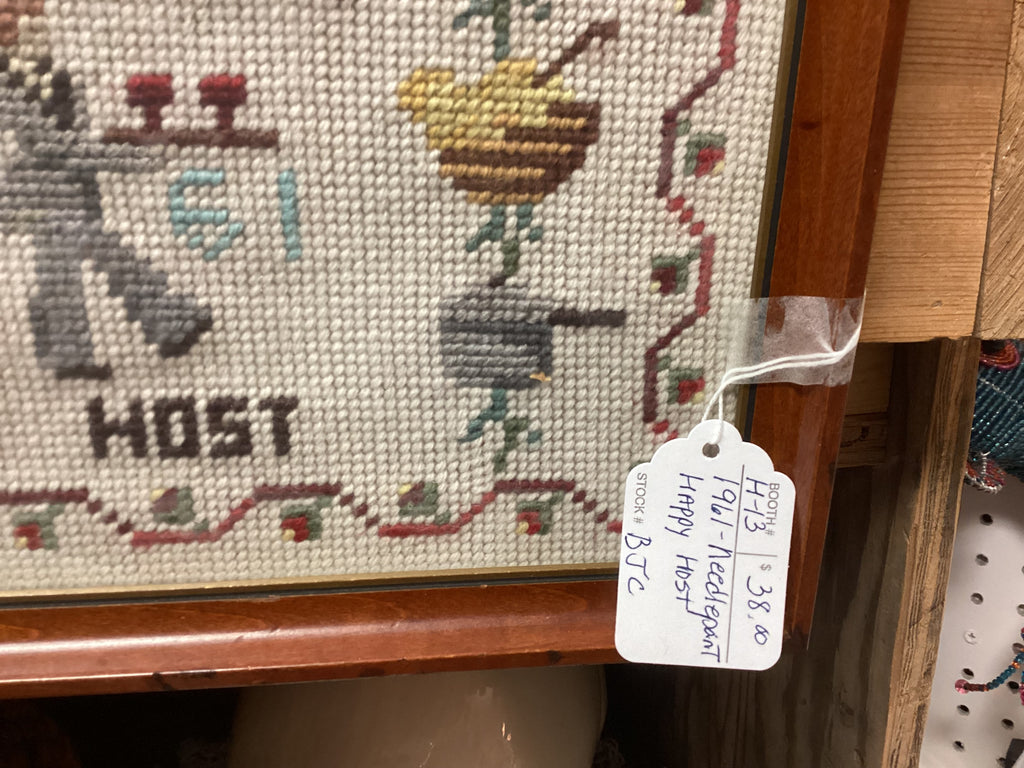 61
HOST
BOOTH #
H-13 $ 38.00
1961 - Needlepoint
HAPPY HOST
STOCK # BJC